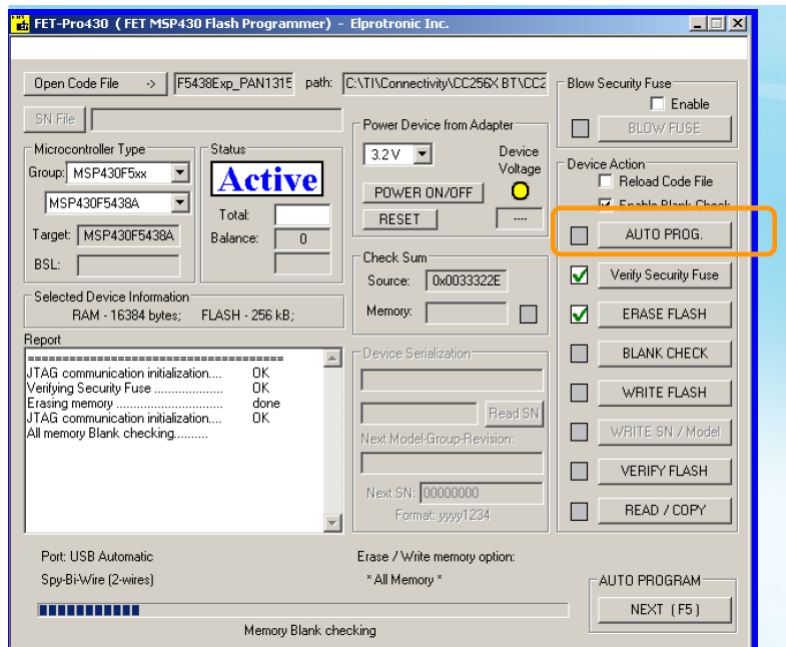 FET-Pro430 ( FET MSP430 Flash Programmer) - Elprotronic Inc.
Open Code File -> F5438Exp_PAN1315 path: C:\TI\Connectivity\CC256X BT\CC2
SN File
Microcontroller Type
Group: MSP430F5xx
MSP430F5438A
Target: MSP430F5438A
BSL:
Status
Active
Total:
Balance: 0
Selected Device Information
RAM - 16384 bytes; FLASH - 256 kB;
Report
========================================
JTAG communication initialization.... OK
Verifying Security Fuse .................... OK
Erasing memory ............................... done
JTAG communication initialization.... OK
All memory Blank checking..........
Power Device from Adapter
3.2 V
Device
Voltage
POWER ON/OFF
RESET
----
Check Sum
Source: 0x0033322E
Memory:
Device Serialization
Read SN
Next Model-Group-Revision:
Next SN: 00000000
Format: yyyy1234
Blow Security Fuse
Enable
BLOW FUSE
Device Action
Reload Code File
Enable Blank Check
AUTO PROG.
Verify Security Fuse
ERASE FLASH
BLANK CHECK
WRITE FLASH
WRITE SN / Model
VERIFY FLASH
READ / COPY
Port: USB Automatic
Spy-Bi-Wire (2-wires)
Erase / Write memory option:
* All Memory *
AUTO PROGRAM
NEXT ( F5 )
Memory Blank checking